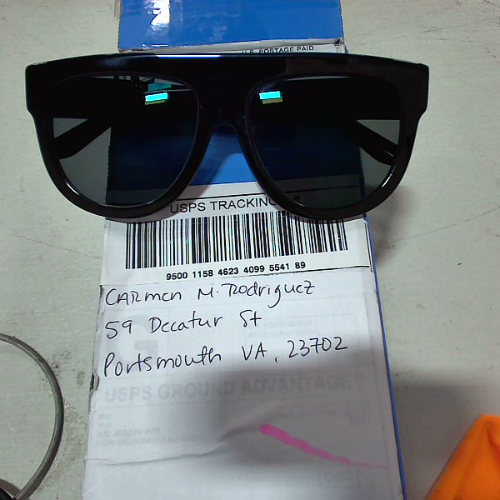 U.S. POSTAGE PAID
USPS TRACKING
9500 1158 4623 4099 5541 89
Carmen M. Rodriguez
59 Decatur St
Portsmouth VA, 23702
USPS GROUND ADVANTAGE